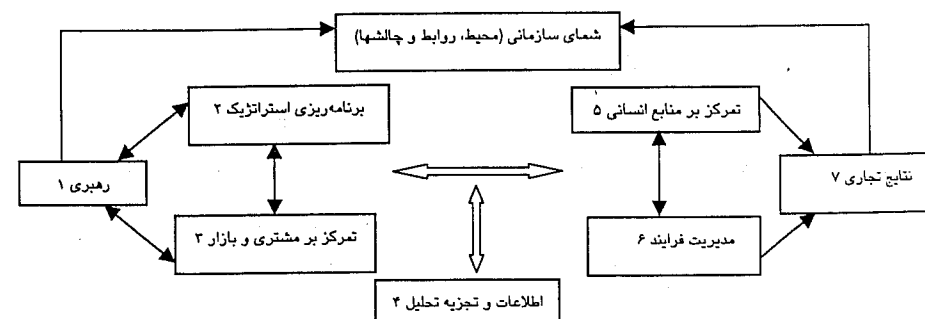 شمای سازمانی (محیط، روابط و چالشها)
برنامه‌ریزی استراتژیک ۲
تمرکز بر منابع انسانی ۵
رهبری ۱
نتایج تجاری ۷
تمرکز بر مشتری و بازار ۳
مدیریت فرایند ۶
اطلاعات و تجزیه تحلیل ۴